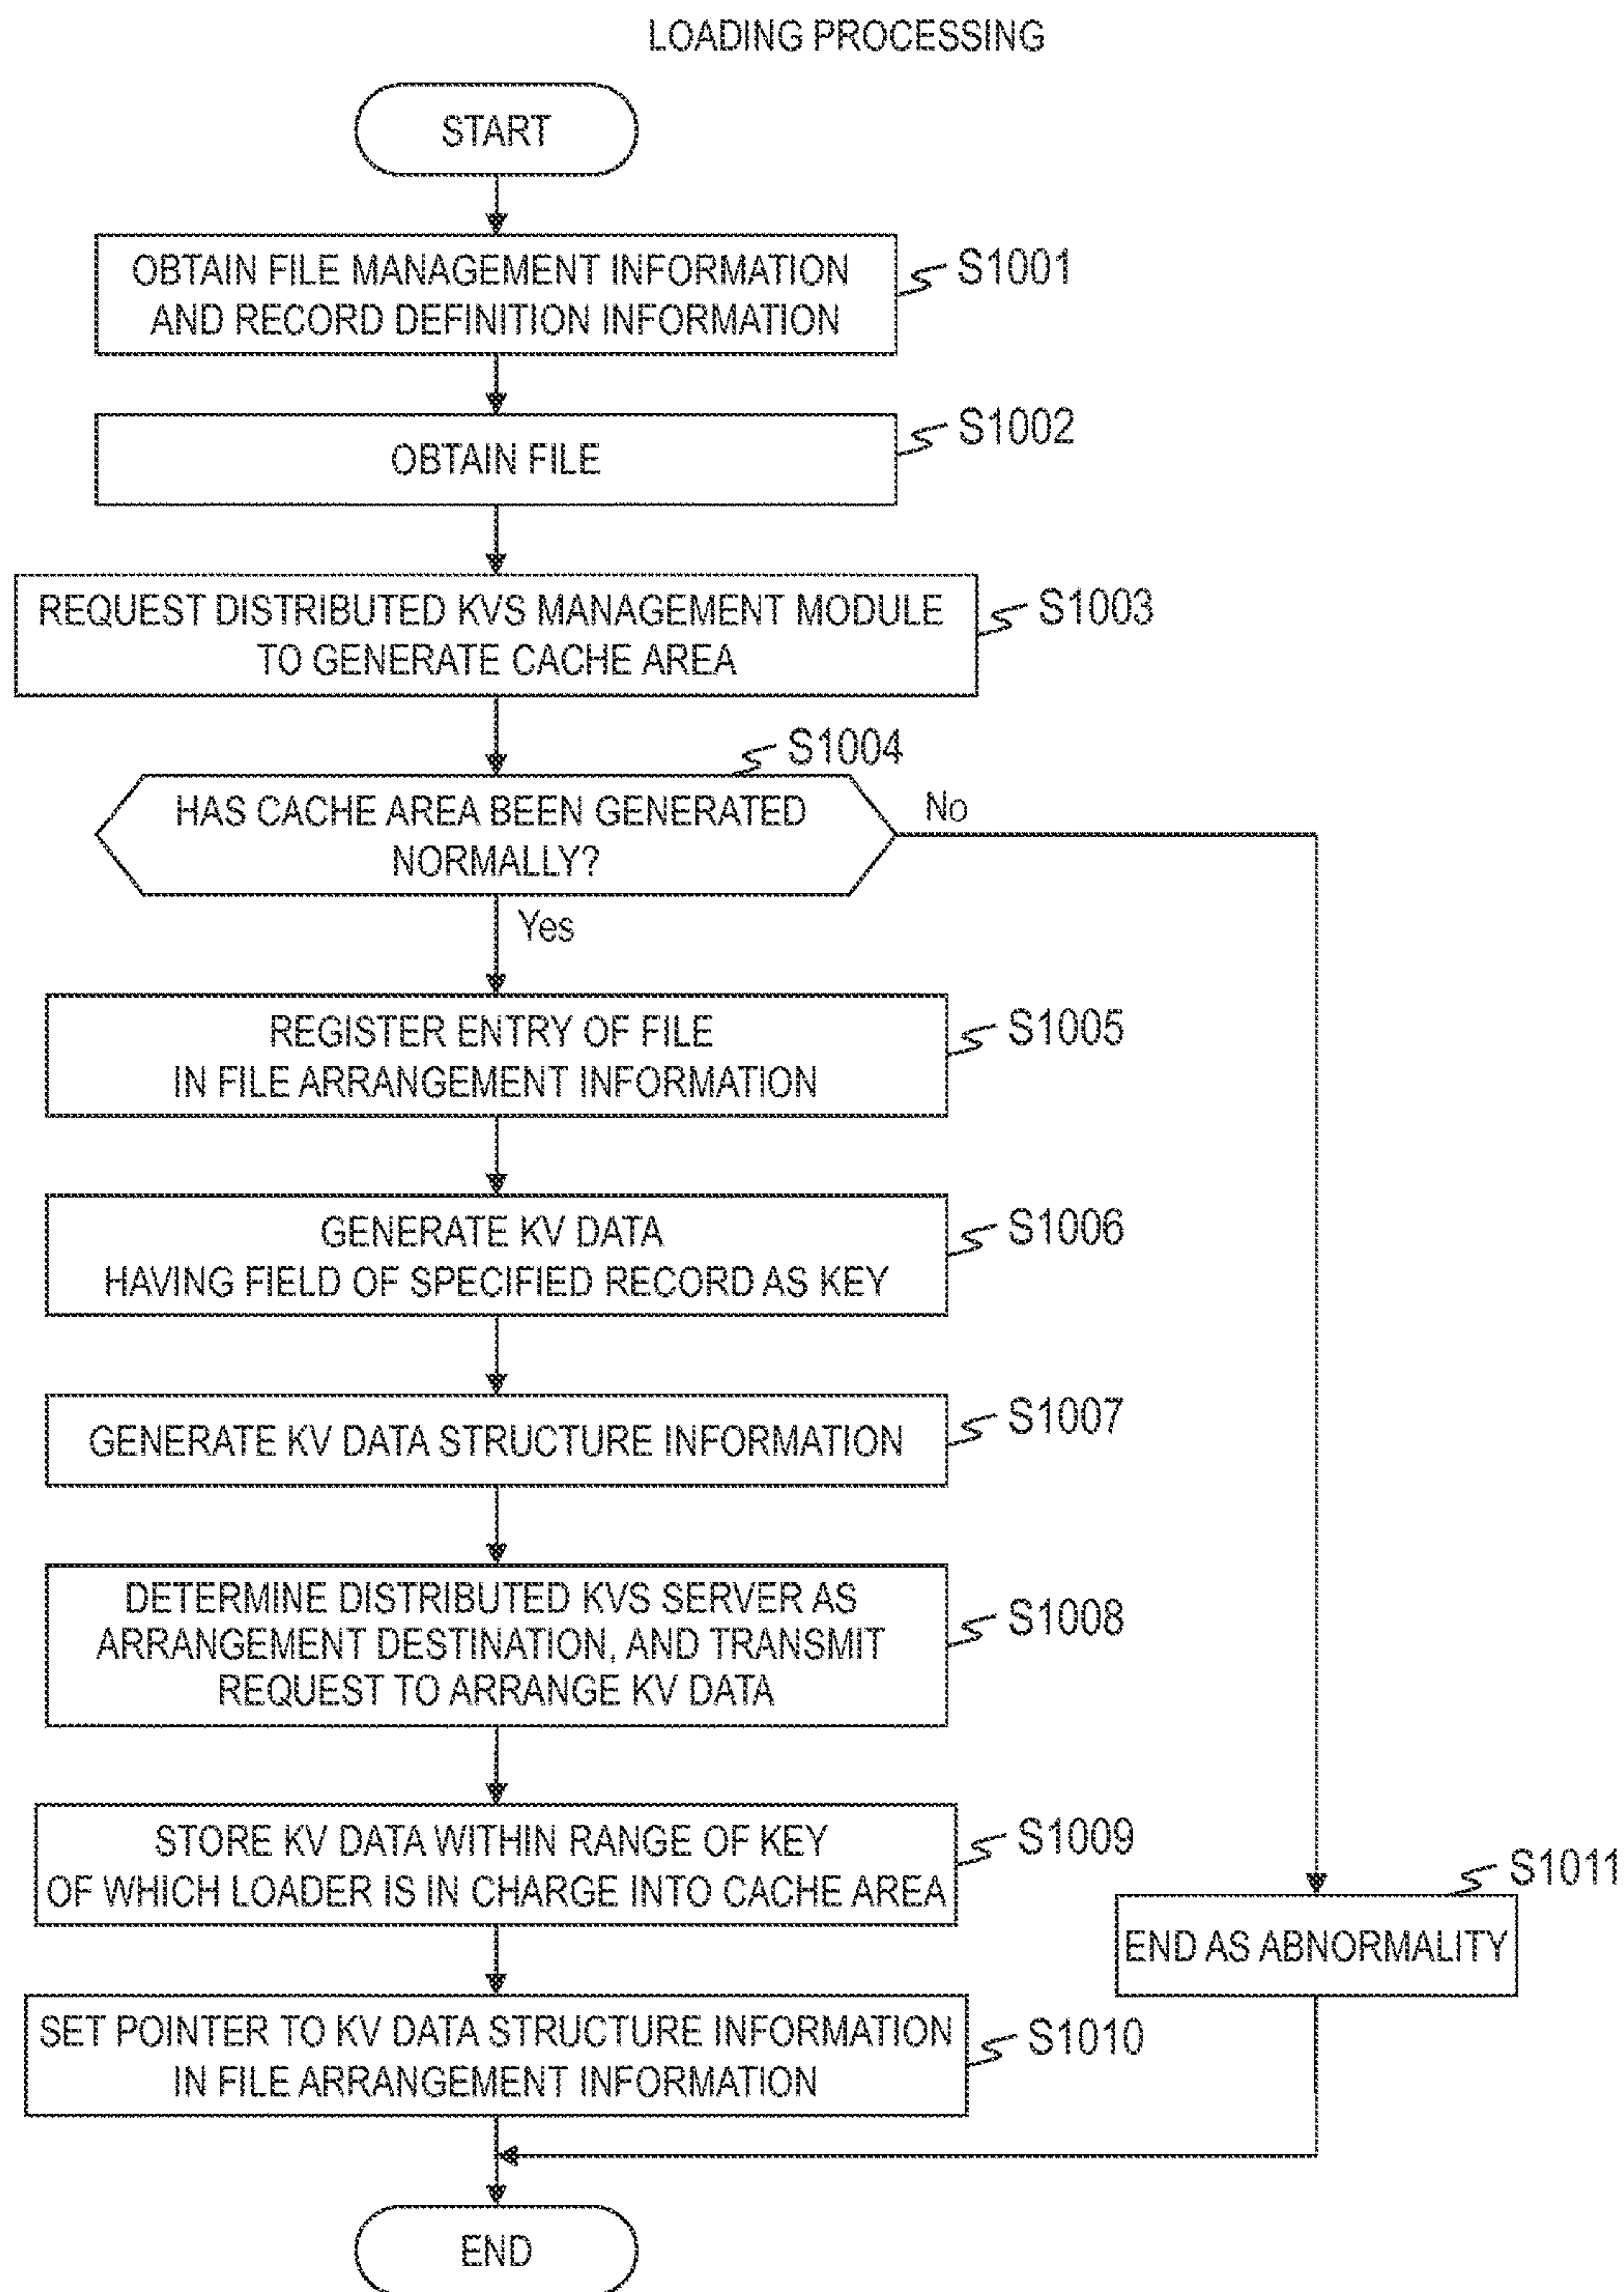 LOADING PROCESSING
START
OBTAIN FILE MANAGEMENT INFORMATION
AND RECORD DEFINITION INFORMATION
S1001
OBTAIN FILE
S1002
REQUEST DISTRIBUTED KVS MANAGEMENT MODULE
TO GENERATE CACHE AREA
S1003
S1004
HAS CACHE AREA BEEN GENERATED
NORMALLY?
No
Yes
REGISTER ENTRY OF FILE
IN FILE ARRANGEMENT INFORMATION
S1005
GENERATE KV DATA
HAVING FIELD OF SPECIFIED RECORD AS KEY
S1006
GENERATE KV DATA STRUCTURE INFORMATION
S1007
DETERMINE DISTRIBUTED KVS SERVER AS
ARRANGEMENT DESTINATION, AND TRANSMIT
REQUEST TO ARRANGE KV DATA
S1008
STORE KV DATA WITHIN RANGE OF KEY
OF WHICH LOADER IS IN CHARGE INTO CACHE AREA
S1009
S1011
END AS ABNORMALITY
SET POINTER TO KV DATA STRUCTURE INFORMATION
IN FILE ARRANGEMENT INFORMATION
S1010
END